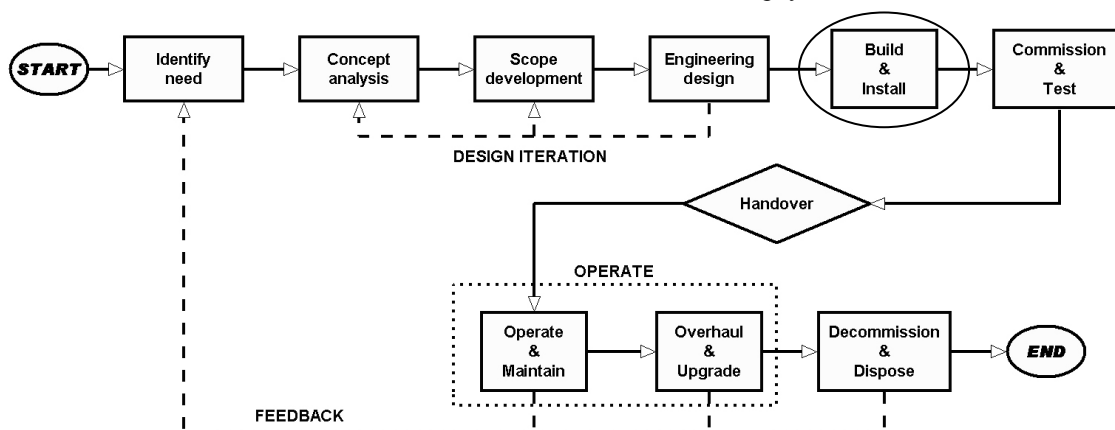 START
Identify
need
Concept
analysis
Scope
development
Engineering
design
Build
&
Install
Commission
&
Test
DESIGN ITERATION
Handover
OPERATE
Operate
&
Maintain
Overhaul
&
Upgrade
Decommission
&
Dispose
END
FEEDBACK